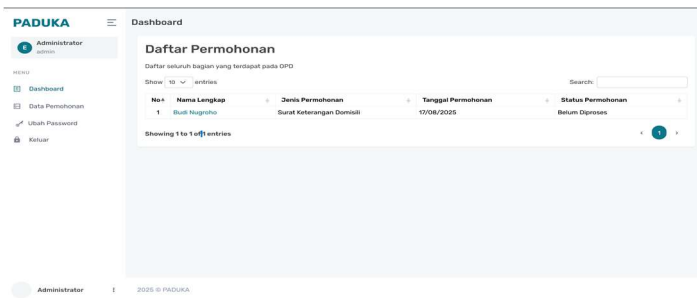 PADUKA
Dashboard
E
Administrator
admin
MENU
Dashboard
Data Pemohonan
Ubah Password
Keluar
Daftar Permohonan
Daftar seluruh bagian yang terdapat pada OPD
Show 10 entries
Search:
No Nama Lengkap Jenis Permohonan Tanggal Permohonan Status Permohonan
1 Budi Nugroho Surat Keterangan Domisili 17/08/2025 Belum Diproses
Showing 1 to 1 of 1 entries
‹ 1 ›
Administrator
2025 © PADUKA